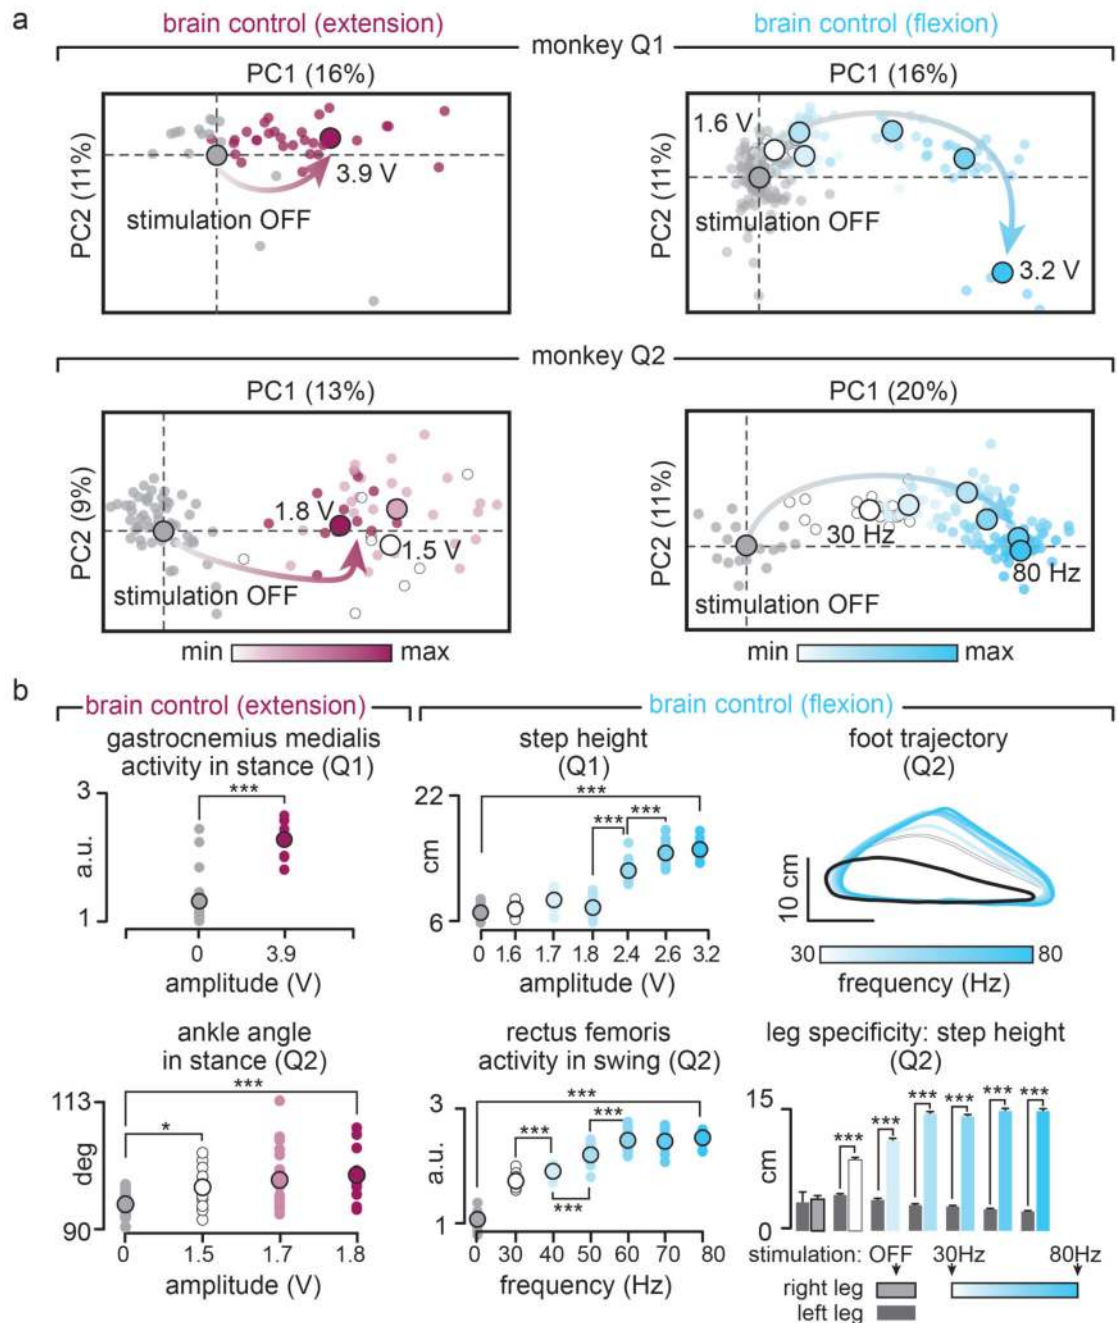 a
brain control (extension)
brain control (flexion)
monkey Q1
PC1 (16%)
PC2 (11%)
3.9 V
stimulation OFF
PC1 (16%)
PC2 (11%)
1.6 V
stimulation OFF
3.2 V
monkey Q2
PC1 (13%)
PC2 (9%)
1.8 V
1.5 V
stimulation OFF
min
max
PC1 (20%)
PC2 (11%)
30 Hz
80 Hz
stimulation OFF
min
max
b
brain control (extension)
brain control (flexion)
gastrocnemius medialis
activity in stance (Q1)
3
***
a.u.
1
0
3.9
amplitude (V)
step height
(Q1)
22
***
*** ***
cm
6
0 1.6 1.7 1.8 2.4 2.6 3.2
amplitude (V)
foot trajectory
(Q2)
10 cm
30
80
frequency (Hz)
ankle angle
in stance (Q2)
113
***
*
deg
90
0 1.5 1.7 1.8
amplitude (V)
rectus femoris
activity in swing (Q2)
3
***
*** ***
***
a.u.
1
0 30 40 50 60 70 80
frequency (Hz)
leg specificity: step height
(Q2)
15
*** *** *** *** *** ***
cm
0
stimulation: OFF 30Hz 80Hz
right leg
left leg